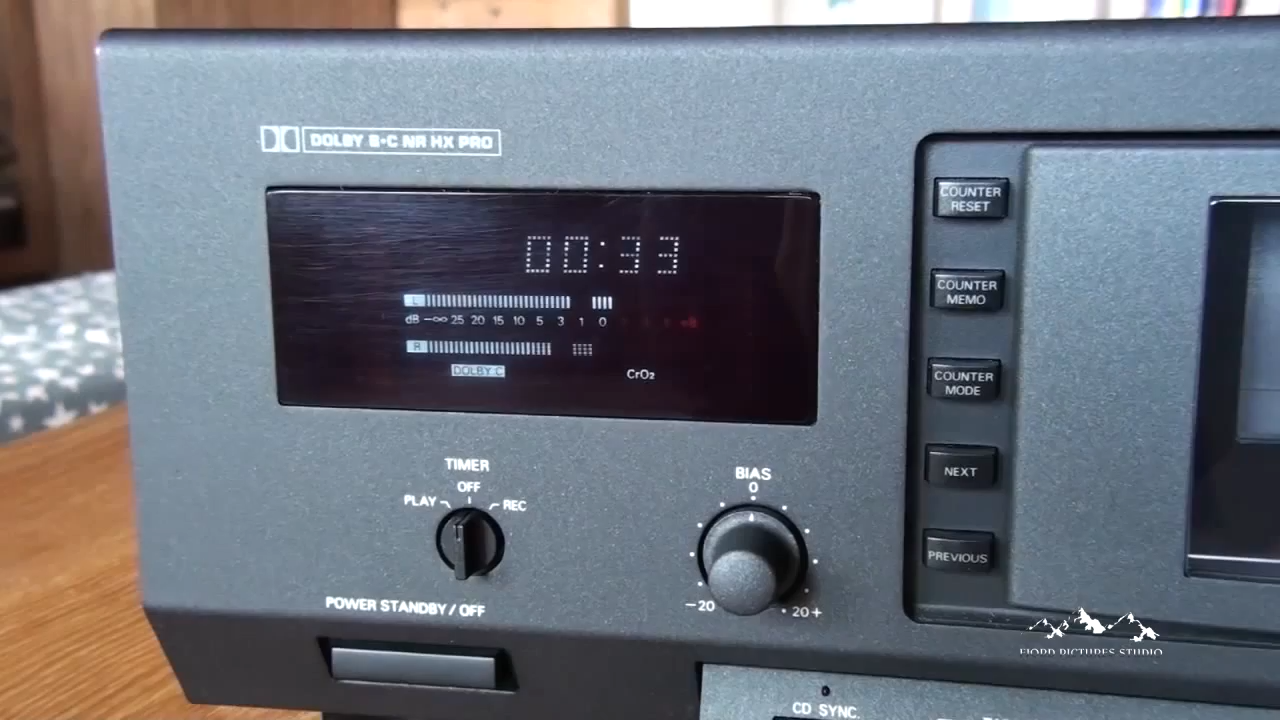 DOLBY B·C NR HX PRO
COUNTER
RESET
00:33
L
dB -∞ 25 20 15 10 5 3 1 0
R
DOLBY C
CrO2
COUNTER
MEMO
COUNTER
MODE
NEXT
PREVIOUS
TIMER
OFF
PLAY
REC
BIAS
0
-20
20+
POWER STANDBY/OFF
CD SYNC.
FJORD PICTURES STUDIO